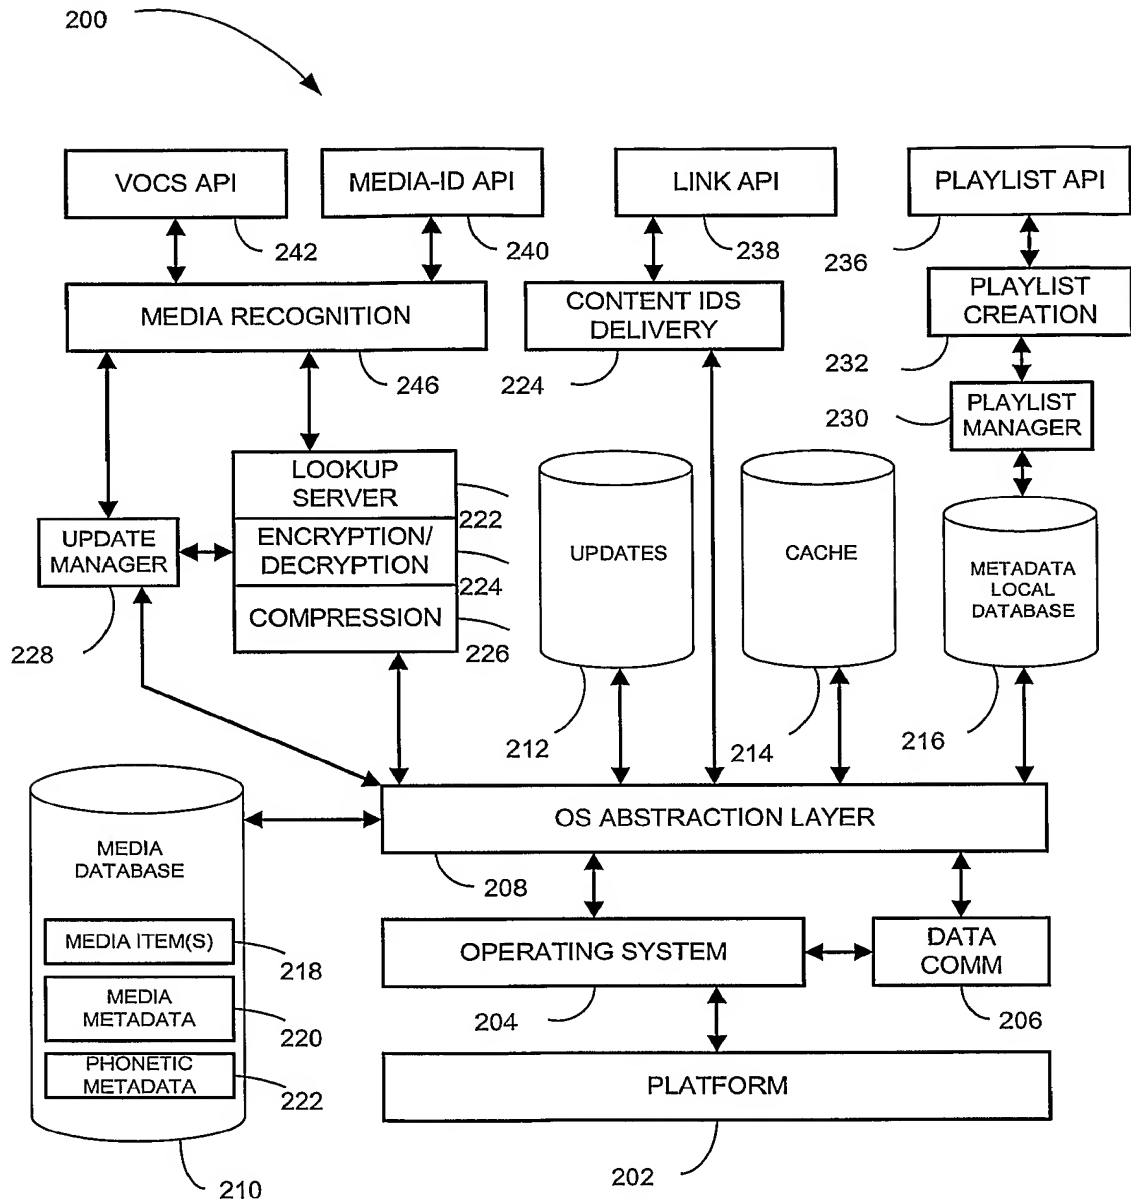 200
VOCS API
MEDIA-ID API
LINK API
PLAYLIST API
242
240
238
236
MEDIA RECOGNITION
CONTENT IDS
DELIVERY
PLAYLIST
CREATION
246
224
232
PLAYLIST
MANAGER
230
LOOKUP
SERVER
222
ENCRYPTION/
DECRYPTION
224
COMPRESSION
226
UPDATE
MANAGER
228
UPDATES
212
CACHE
214
METADATA
LOCAL
DATABASE
216
OS ABSTRACTION LAYER
208
MEDIA
DATABASE
MEDIA ITEM(S)
218
MEDIA
METADATA
220
PHONETIC
METADATA
222
210
OPERATING SYSTEM
204
DATA
COMM
206
PLATFORM
202